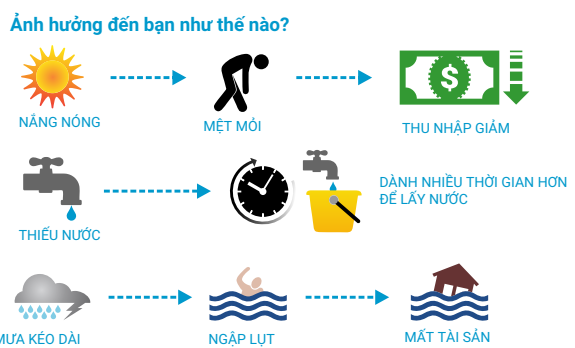 Ảnh hưởng đến bạn như thế nào?
NẮNG NÓNG
MỆT MỎI
THU NHẬP GIẢM
$
THIẾU NƯỚC
DÀNH NHIỀU THỜI GIAN HƠN
ĐỂ LẤY NƯỚC
MƯA KÉO DÀI
NGẬP LỤT
MẤT TÀI SẢN